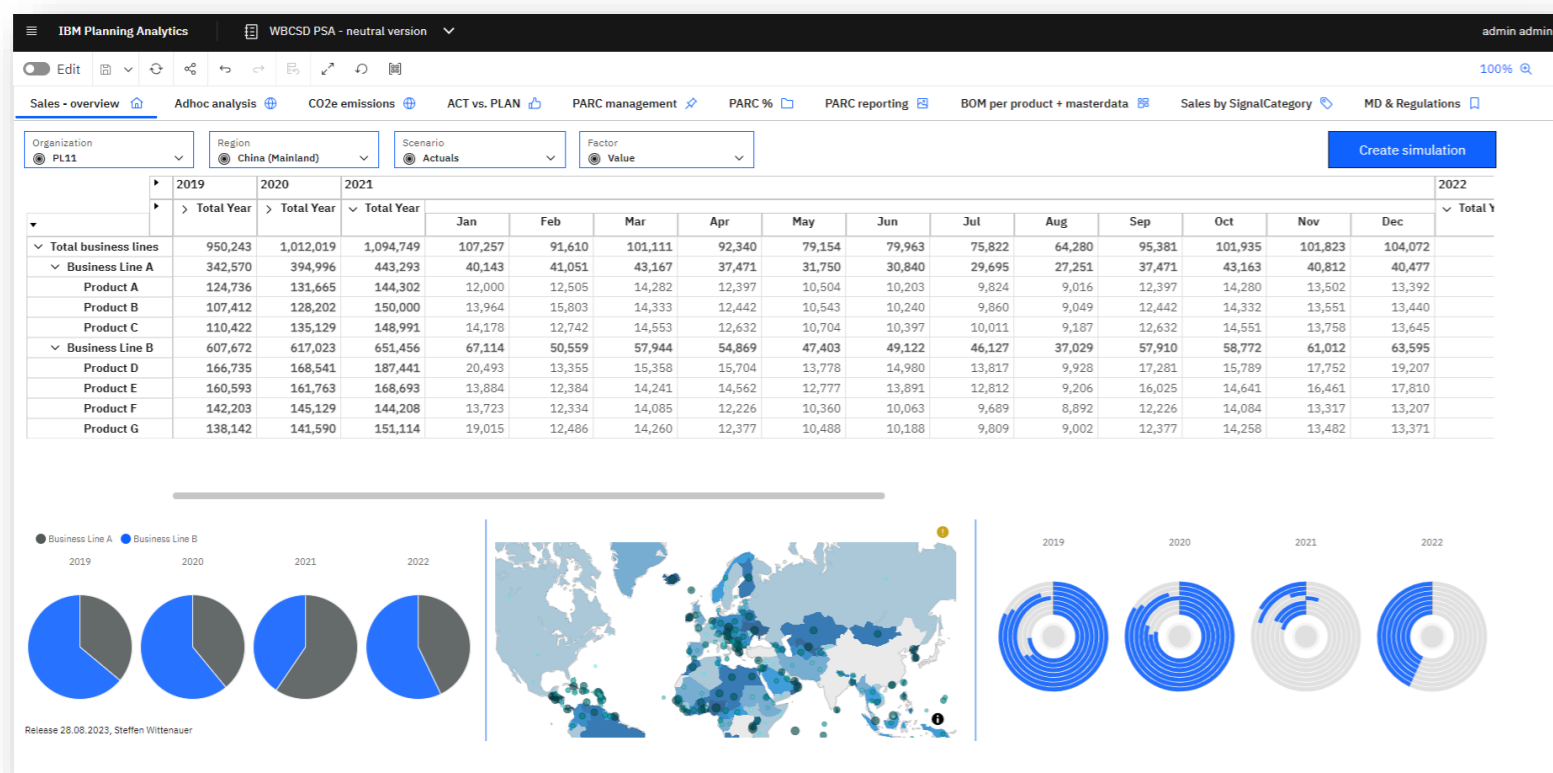 IBM Planning Analytics WBCSD PSA - neutral version admin admin
Edit 100%
Sales - overview Adhoc analysis CO2e emissions ACT vs. PLAN PARC management PARC % PARC reporting BOM per product + masterdata Sales by SignalCategory MD & Regulations
Organization Region Scenario Factor
PL11 China (Mainland) Actuals Value Create simulation
2019 2020 2021 2022
Total Year Total Year Total Year Total Y
Jan Feb Mar Apr May Jun Jul Aug Sep Oct Nov Dec
Total business lines 950,243 1,012,019 1,094,749 107,257 91,610 101,111 92,340 79,154 79,963 75,822 64,280 95,381 101,935 101,823 104,072
Business Line A 342,570 394,996 443,293 40,143 41,051 43,167 37,471 31,750 30,840 29,695 27,251 37,471 43,163 40,812 40,477
Product A 124,736 131,665 144,302 12,000 12,505 14,282 12,397 10,504 10,203 9,824 9,016 12,397 14,280 13,502 13,392
Product B 107,412 128,202 150,000 13,964 15,803 14,333 12,442 10,543 10,240 9,860 9,049 12,442 14,332 13,551 13,440
Product C 110,422 135,129 148,991 14,178 12,742 14,553 12,632 10,704 10,397 10,011 9,187 12,632 14,551 13,758 13,645
Business Line B 607,672 617,023 651,456 67,114 50,559 57,944 54,869 47,403 49,122 46,127 37,029 57,910 58,772 61,012 63,595
Product D 166,735 168,541 187,441 20,493 13,355 15,358 15,704 13,778 14,980 13,817 9,928 17,281 15,789 17,752 19,207
Product E 160,593 161,763 168,693 13,884 12,384 14,241 14,562 12,777 13,891 12,812 9,206 16,025 14,641 16,461 17,810
Product F 142,203 145,129 144,208 13,723 12,334 14,085 12,226 10,360 10,063 9,689 8,892 12,226 14,084 13,317 13,207
Product G 138,142 141,590 151,114 19,015 12,486 14,260 12,377 10,488 10,188 9,809 9,002 12,377 14,258 13,482 13,371
Business Line A Business Line B
2019 2020 2021 2022
2019 2020 2021 2022
Release 28.08.2023, Steffen Wittenauer